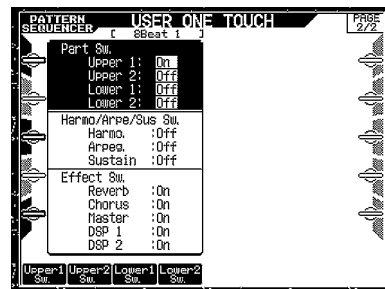 PATTERN SEQUENCER USER ONE TOUCH PAGE 2/2
[ 8Beat 1 ]
Part Sw.
Upper 1: On
Upper 2: Off
Lower 1: Off
Lower 2: Off
Harmo/Arpe/Sus Sw.
Harmo. :Off
Arpeg. :Off
Sustain :Off
Effect Sw.
Reverb :On
Chorus :On
Master :On
DSP 1 :On
DSP 2 :On
Upper1 Sw. Upper2 Sw. Lower1 Sw. Lower2 Sw.